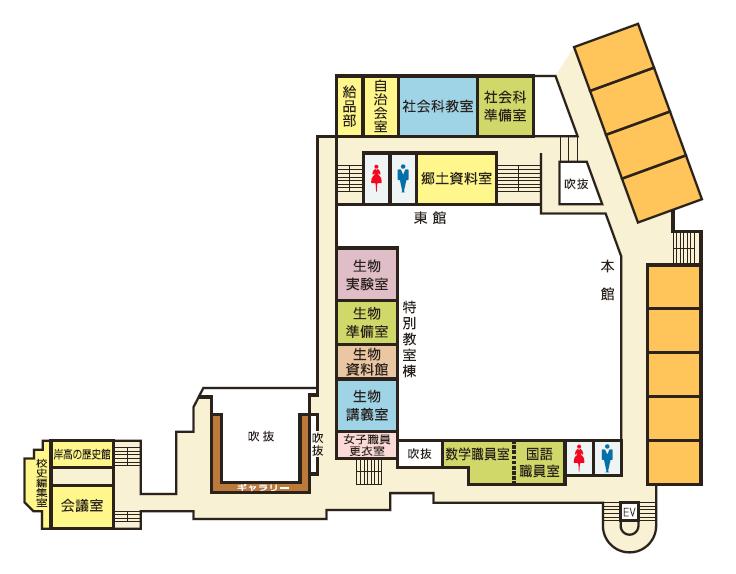 給品部
自治会室
社会科教室
社会科
準備室
郷土資料室
吹抜
東館
本館
生物
実験室
生物
準備室
生物
資料館
特別教室棟
生物
講義室
女子職員
更衣室
吹抜
吹抜
吹抜
数学職員室
国語
職員室
岸高の歴史館
校史編集室
会議室
ギャラリー
EV